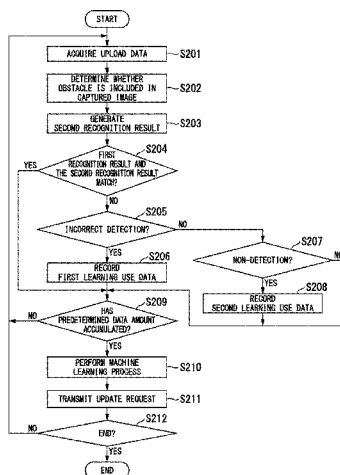 START
ACQUIRE UPLOAD DATA
S201
DETERMINE WHETHER
OBSTACLE IS INCLUDED IN
CAPTURED IMAGE
S202
GENERATE
SECOND RECOGNITION RESULT
S203
FIRST
RECOGNITION RESULT AND
THE SECOND RECOGNITION RESULT
MATCH?
S204
YES
NO
INCORRECT DETECTION?
S205
NO
YES
NON-DETECTION?
S207
YES
RECORD
FIRST LEARNING USE DATA
S206
RECORD
SECOND LEARNING USE DATA
S208
HAS
PREDETERMINED DATA AMOUNT
ACCUMULATED?
S209
NO
YES
PERFORM MACHINE
LEARNING PROCESS
S210
TRANSMIT UPDATE REQUEST
S211
END?
S212
NO
YES
END